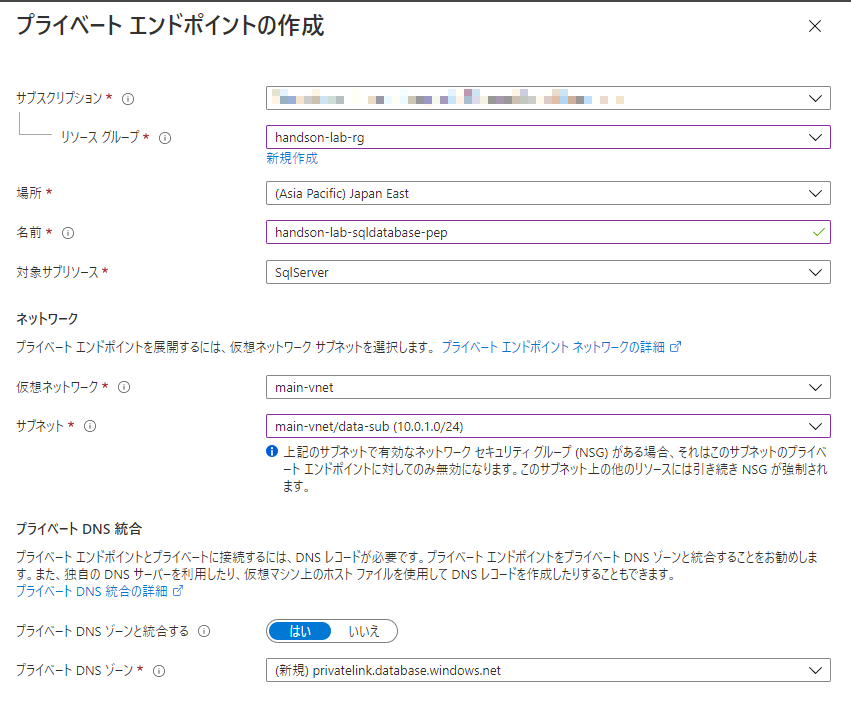 プライベート エンドポイントの作成
サブスクリプション *
リソース グループ * handson-lab-rg
新規作成
場所 * (Asia Pacific) Japan East
名前 * handson-lab-sqldatabase-pep
対象サブリソース * SqlServer
ネットワーク
プライベート エンドポイントを展開するには、仮想ネットワーク サブネットを選択します。 プライベート エンドポイント ネットワークの詳細
仮想ネットワーク * main-vnet
サブネット * main-vnet/data-sub (10.0.1.0/24)
上記のサブネットで有効なネットワーク セキュリティ グループ (NSG) がある場合、それはこのサブネットのプライベ
ート エンドポイントに対してのみ無効になります。このサブネット上の他のリソースには引き続き NSG が強制され
ます。
プライベート DNS 統合
プライベート エンドポイントとプライベートに接続するには、DNS レコードが必要です。プライベート エンドポイントをプライベート DNS ゾーンと統合することをお勧めしま
す。また、独自の DNS サーバーを利用したり、仮想マシン上のホスト ファイルを使用して DNS レコードを作成したりすることもできます。
プライベート DNS 統合の詳細
プライベート DNS ゾーンと統合する はい いいえ
プライベート DNS ゾーン * (新規) privatelink.database.windows.net